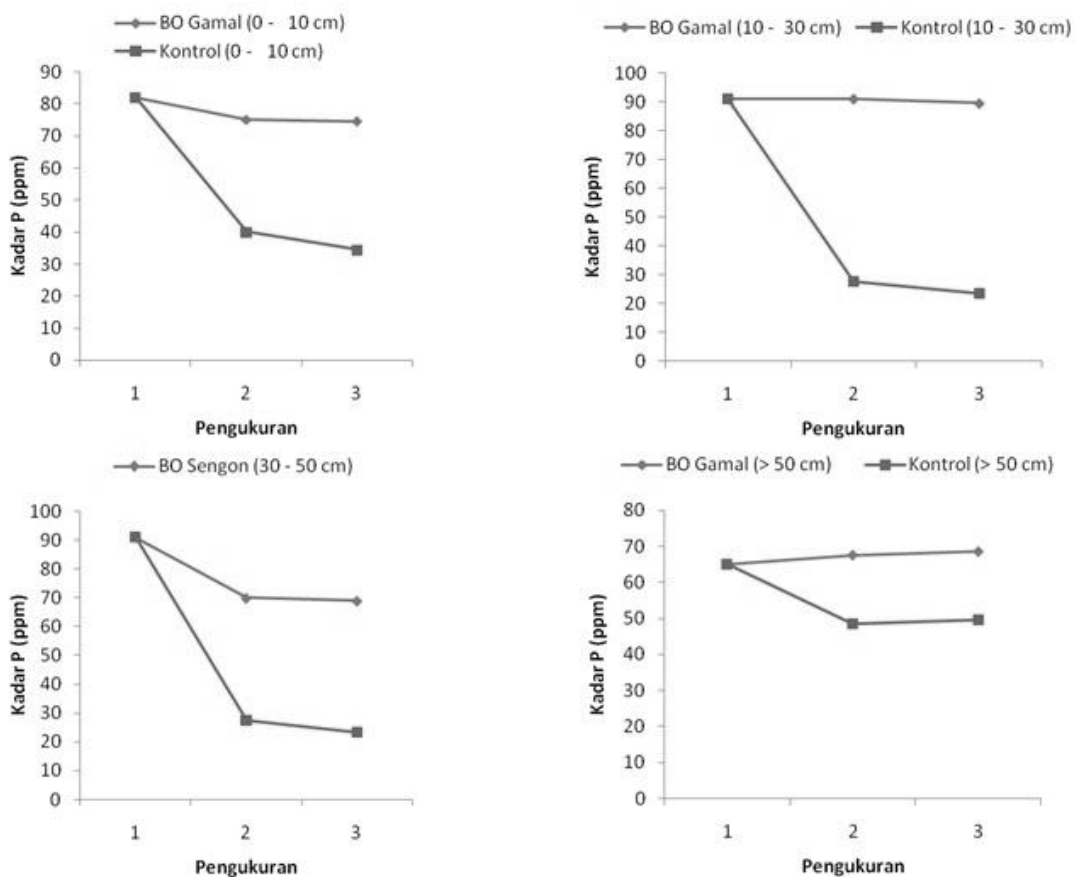 BO Gamal (0 - 10 cm)
Kontrol (0 - 10 cm)
90
80
70
60
50
40
30
20
10
0
Kadar P (ppm)
1 2 3
Pengukuran
BO Gamal (10 - 30 cm) Kontrol (10 - 30 cm)
100
90
80
70
60
50
40
30
20
10
0
Kadar P (ppm)
1 2 3
Pengukuran
BO Sengon (30 - 50 cm)
100
90
80
70
60
50
40
30
20
10
0
Kadar P (ppm)
1 2 3
Pengukuran
BO Gamal (> 50 cm) Kontrol (> 50 cm)
80
70
60
50
40
30
20
10
0
Kadar P (ppm)
1 2 3
Pengukuran